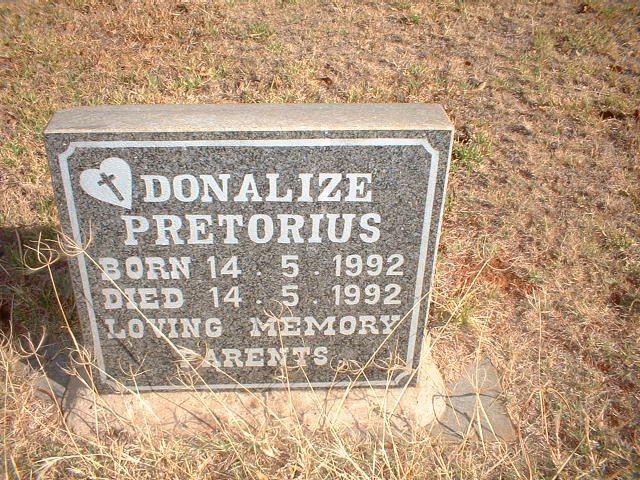 DONALIZE
PRETORIUS
BORN 14 . 5 . 1992
DIED 14 . 5 . 1992
LOVING MEMORY
PARENTS